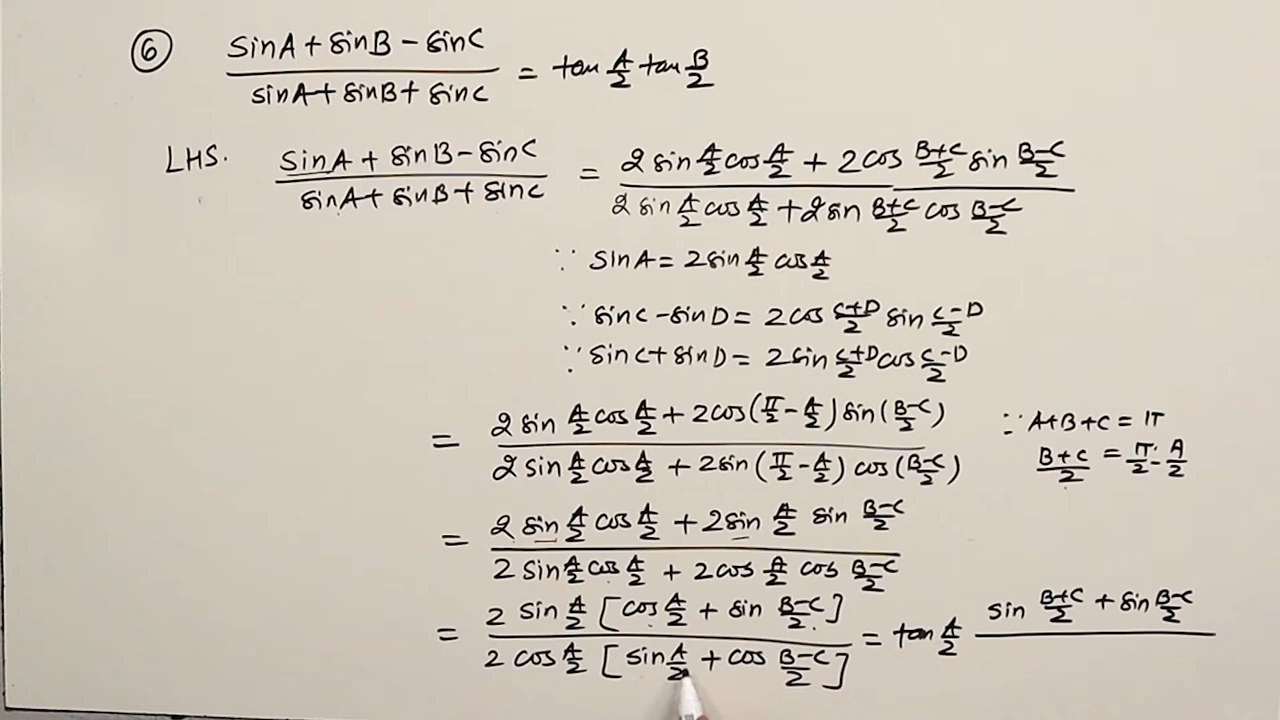 ⑥ (sinA + sinB - sinC)/(sinA + sinB + sinC) = tan A/2 tan B/2
LHS. (sinA + sinB - sinC)/(sinA + sinB + sinC) = (2 sin A/2 cos A/2 + 2 cos (B+C)/2 sin (B-C)/2)/(2 sin A/2 cos A/2 + 2 sin (B+C)/2 cos (B-C)/2)
∵ sinA = 2 sin A/2 cos A/2
∵ sinC - sinD = 2 cos (C+D)/2 sin (C-D)/2
∵ sinC + sinD = 2 sin (C+D)/2 cos (C-D)/2
= (2 sin A/2 cos A/2 + 2 cos(π/2 - A/2) sin((B-C)/2))/(2 sin A/2 cos A/2 + 2 sin(π/2 - A/2) cos((B-C)/2)) ∵ A+B+C = π
(B+C)/2 = π/2 - A/2
= (2 sin A/2 cos A/2 + 2 sin A/2 sin (B-C)/2)/(2 sin A/2 cos A/2 + 2 cos A/2 cos (B-C)/2)
= (2 sin A/2 [cos A/2 + sin (B-C)/2])/(2 cos A/2 [sin A/2 + cos (B-C)/2]) = tan A/2 (sin (B+C)/2 + sin (B-C)/2)/